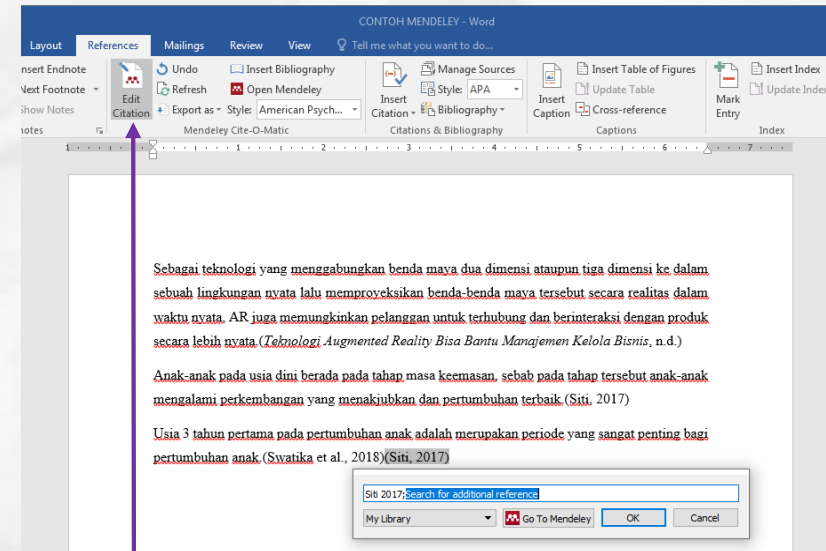 CONTOH MENDELEY - Word
Layout References Mailings Review View Tell me what you want to do...
nsert Endnote Undo Insert Bibliography Manage Sources Insert Table of Figures Insert Index
Next Footnote Refresh Open Mendeley Style: APA Update Table Update Index
Show Notes Edit Citation Export as Style: American Psych... Insert Citation Bibliography Insert Caption Cross-reference Mark Entry
notes Mendeley Cite-O-Matic Citations & Bibliography Captions Index
1 1 2 3 4 5 6 7
Sebagai teknologi yang menggabungkan benda maya dua dimensi ataupun tiga dimensi ke dalam
sebuah lingkungan nyata lalu memproyeksikan benda-benda maya tersebut secara realitas dalam
waktu nyata, AR juga memungkinkan pelanggan untuk terhubung dan berinteraksi dengan produk
secara lebih nyata.(Teknologi Augmented Reality Bisa Bantu Manajemen Kelola Bisnis, n.d.)
Anak-anak pada usia dini berada pada tahap masa keemasan, sebab pada tahap tersebut anak-anak
mengalami perkembangan yang menakjubkan dan pertumbuhan terbaik.(Siti, 2017)
Usia 3 tahun pertama pada pertumbuhan anak adalah merupakan periode yang sangat penting bagi
pertumbuhan anak.(Swatika et al., 2018)(Siti, 2017)
Siti 2017;Search for additional reference
My Library Go To Mendeley OK Cancel